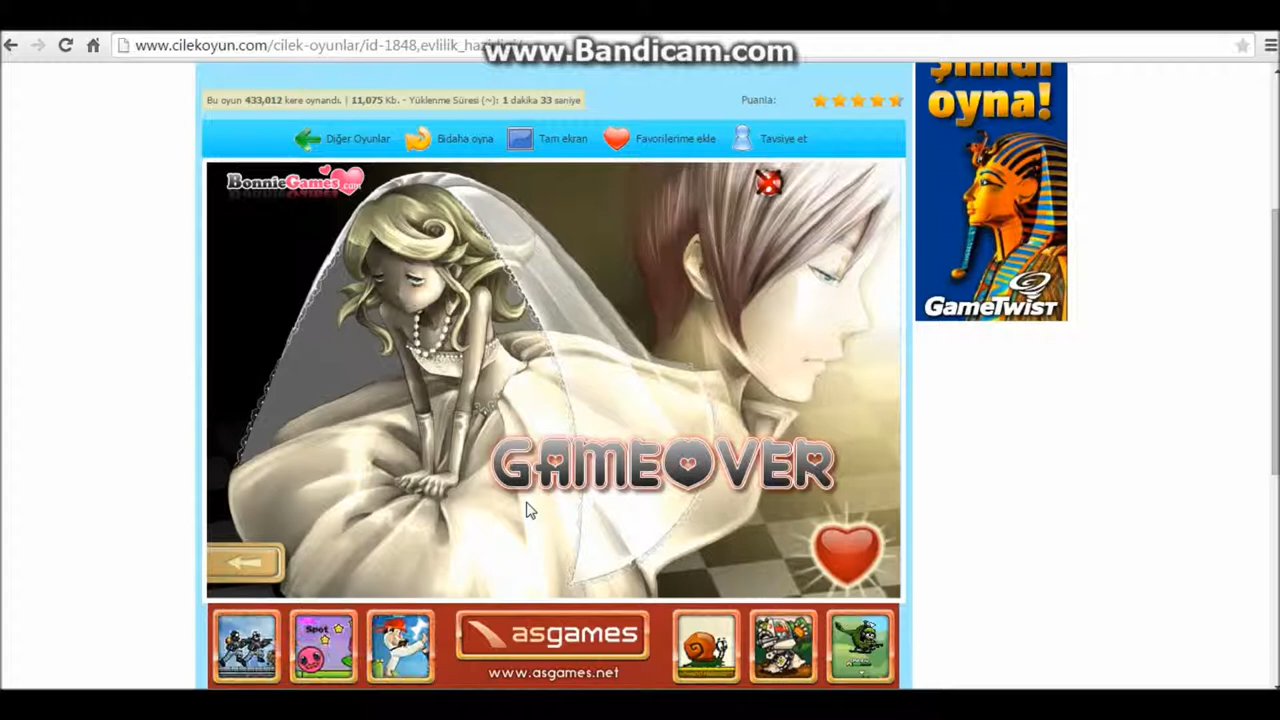 www.cilekoyun.com/cilek-oyunlar/id-1848,evlilik_ha
www.Bandicam.com
Şimdi
oyna!
Bu oyun 433,012 kere oynandı. | 11,075 Kb. - Yüklenme Süresi (~): 1 dakika 33 saniye
Puanla:
Diğer Oyunlar
Bidaha oyna
Tam ekran
Favorilerime ekle
Tavsiye et
BonnieGames.com
GameTwist
GAMEOVER
Spot
asgames
www.asgames.net